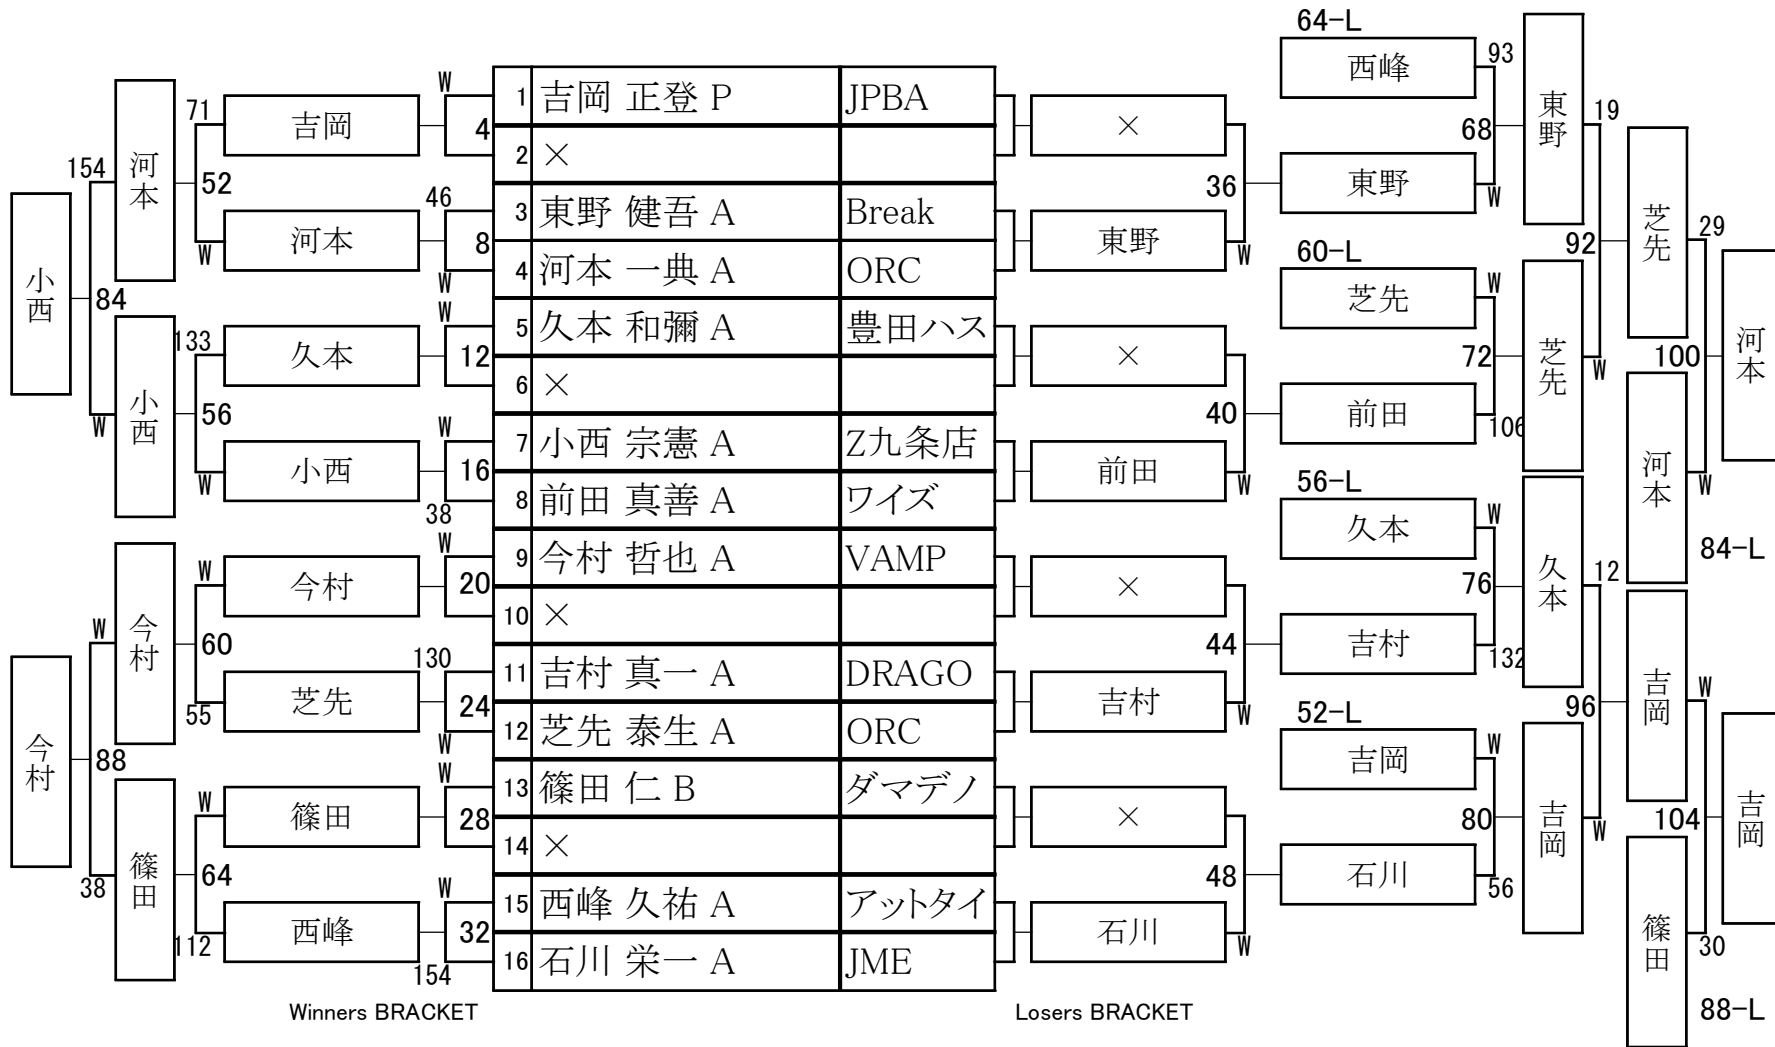 小西
84
今村
88
154
河本
W
小西
W
今村
38
篠田
71
52
W
133
56
W
W
60
55
W
64
112
吉岡
河本
久本
小西
今村
芝先
篠田
西峰
W
4
46
8
W
W
12
W
16
38
W
20
130
24
W
W
28
W
32
154
1 吉岡 正登 P JPBA
2 ×
3 東野 健吾 A Break
4 河本 一典 A ORC
5 久本 和彌 A 豊田ハス
6 ×
7 小西 宗憲 A Z九条店
8 前田 真善 A ワイズ
9 今村 哲也 A VAMP
10 ×
11 吉村 真一 A DRAGO
12 芝先 泰生 A ORC
13 篠田 仁 B ダマデノ
14 ×
15 西峰 久祐 A アットタイ
16 石川 栄一 A JME
×
東野
×
前田
×
吉村
×
石川
36
W
40
W
44
W
48
W
64-L
西峰
93
68
東野
W
60-L
芝先
W
72
前田
106
56-L
久本
W
76
吉村
132
52-L
吉岡
W
80
石川
56
東野
19
92
芝先
W
久本
12
96
吉岡
W
芝先
29
100
河本
W
84-L
吉岡
W
104
篠田
30
88-L
河本
吉岡
Winners BRACKET
Losers BRACKET